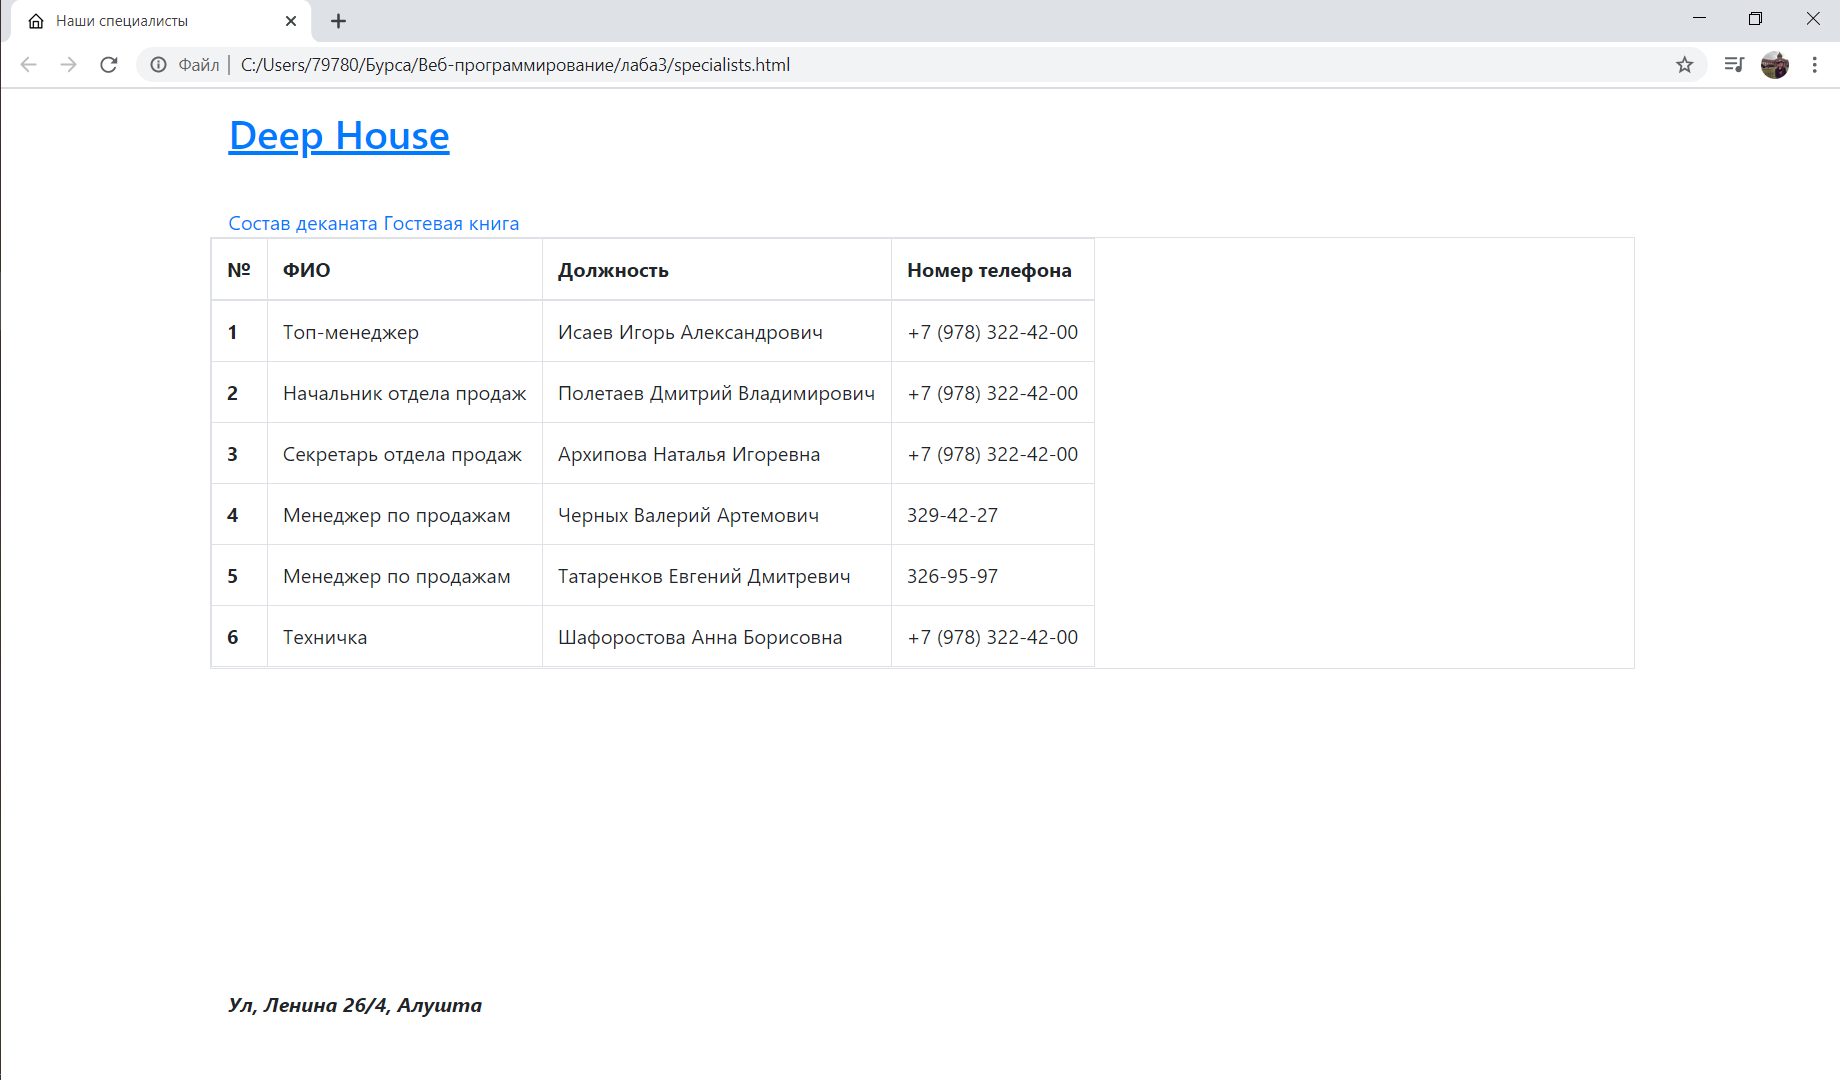 Наши специалисты
Файл | C:/Users/79780/Бурса/Веб-программирование/лаба3/specialists.html
Deep House
Состав деканата Гостевая книга
№ ФИО Должность Номер телефона
1 Топ-менеджер Исаев Игорь Александрович +7 (978) 322-42-00
2 Начальник отдела продаж Полетаев Дмитрий Владимирович +7 (978) 322-42-00
3 Секретарь отдела продаж Архипова Наталья Игоревна +7 (978) 322-42-00
4 Менеджер по продажам Черных Валерий Артемович 329-42-27
5 Менеджер по продажам Татаренков Евгений Дмитревич 326-95-97
6 Техничка Шафоростова Анна Борисовна +7 (978) 322-42-00
Ул, Ленина 26/4, Алушта